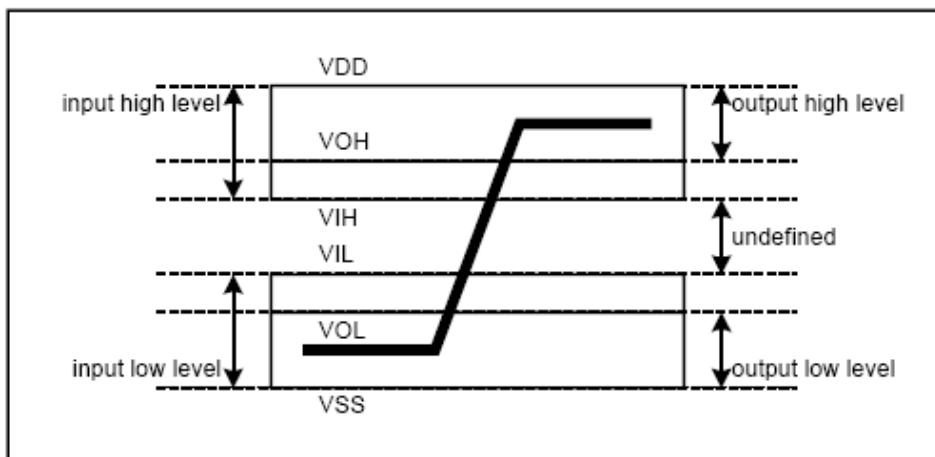 VDD
input high level
output high level
VOH
VIH
undefined
VIL
VOL
input low level
output low level
VSS